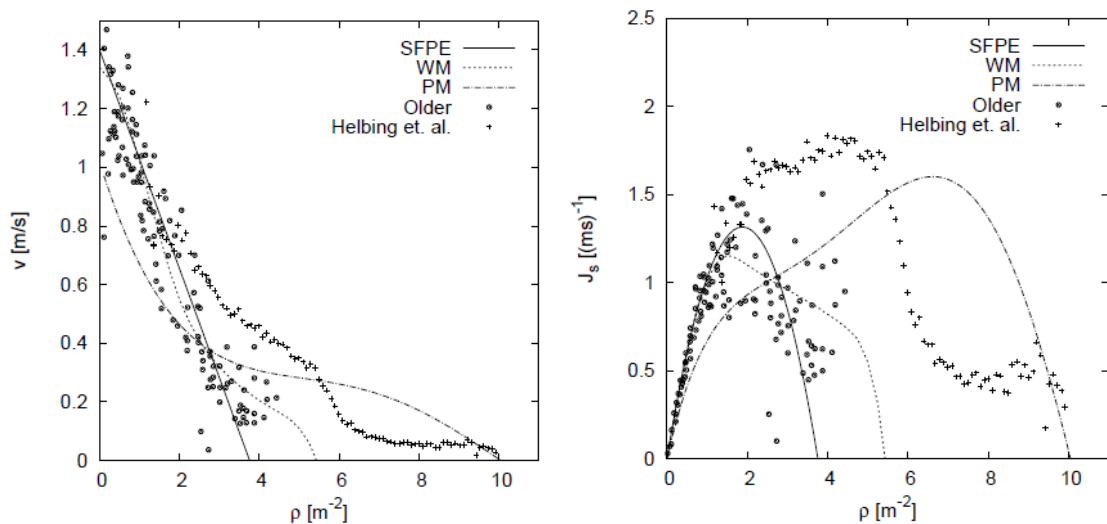 1.4
1.2
1
0.8
0.6
0.4
0.2
0
v [m/s]
0 2 4 6 8 10
ρ [m⁻²]
SFPE
WM
PM
Older
Helbing et. al.
2.5
2
1.5
1
0.5
0
Jₛ [(ms)⁻¹]
0 2 4 6 8 10
ρ [m⁻²]
SFPE
WM
PM
Older
Helbing et. al.